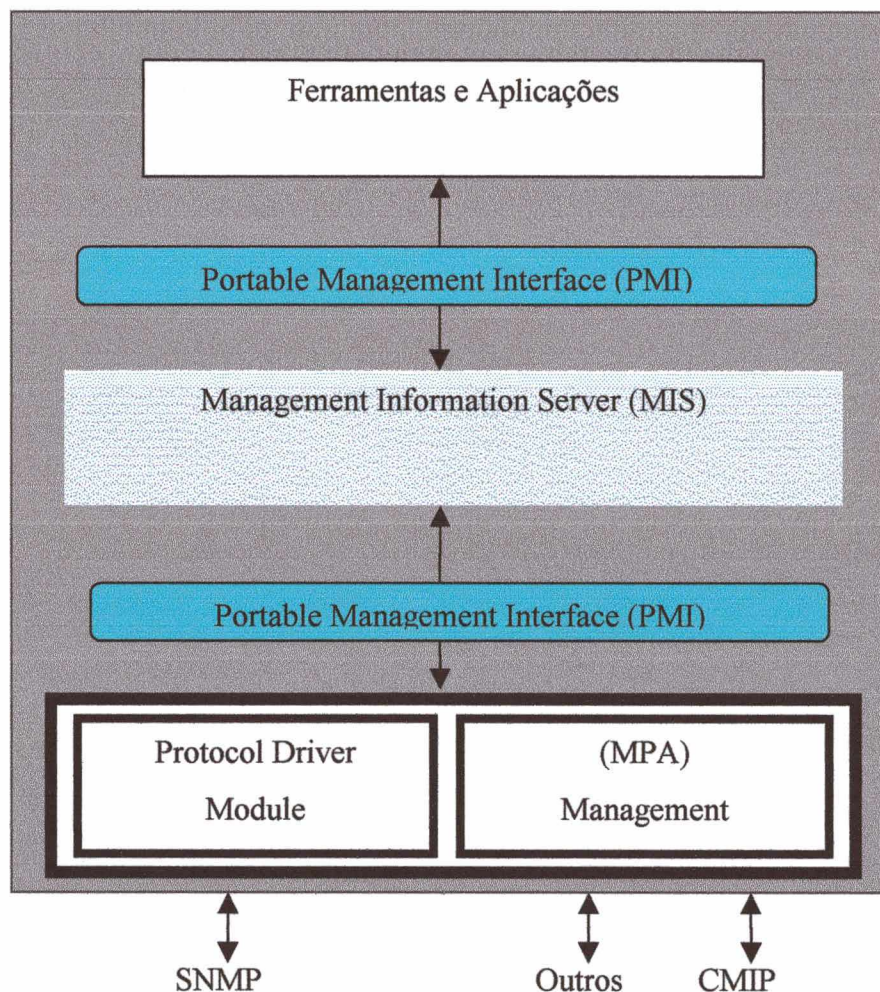 Ferramentas e Aplicações
Portable Management Interface (PMI)
Management Information Server (MIS)
Portable Management Interface (PMI)
Protocol Driver
Module
(MPA)
Management
SNMP
Outros
CMIP